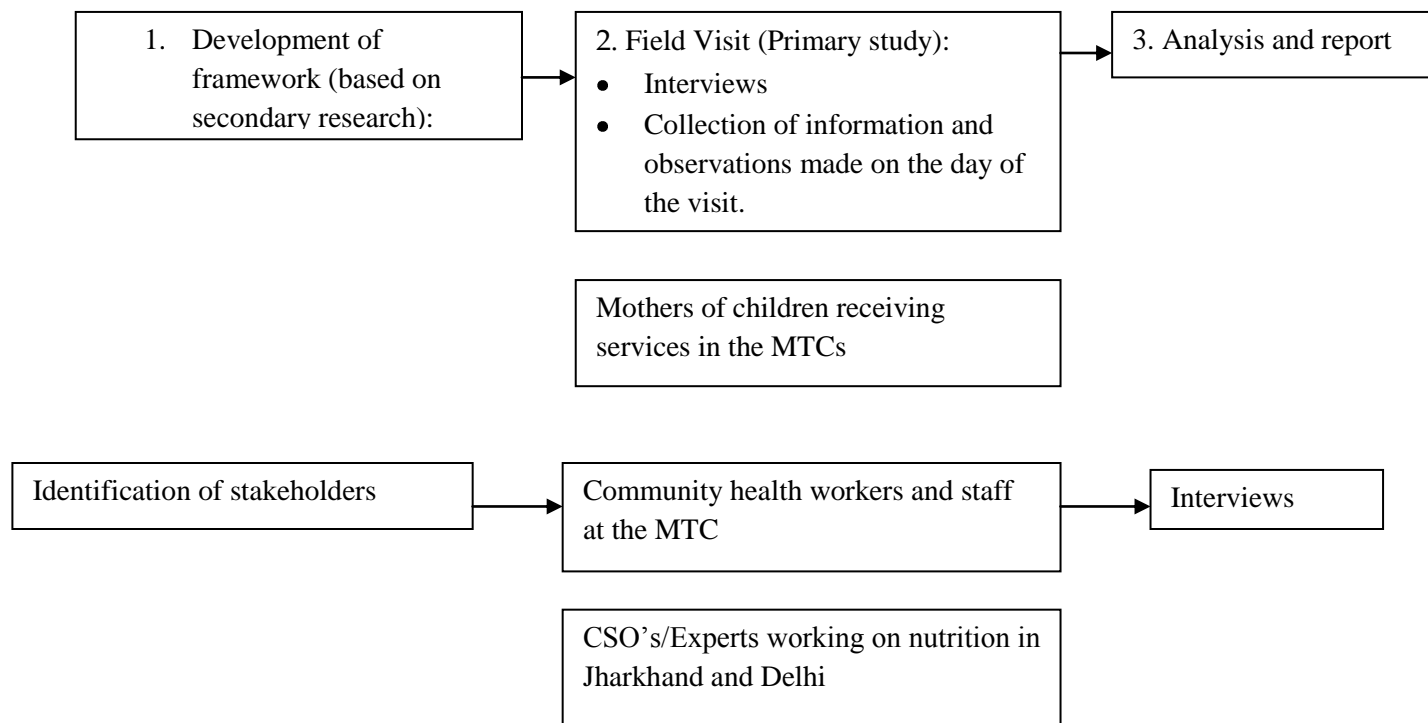 1. Development of
framework (based on
secondary research):
2. Field Visit (Primary study):
• Interviews
• Collection of information and
observations made on the day of
the visit.
3. Analysis and report
Mothers of children receiving
services in the MTCs
Identification of stakeholders
Community health workers and staff
at the MTC
Interviews
CSO's/Experts working on nutrition in
Jharkhand and Delhi